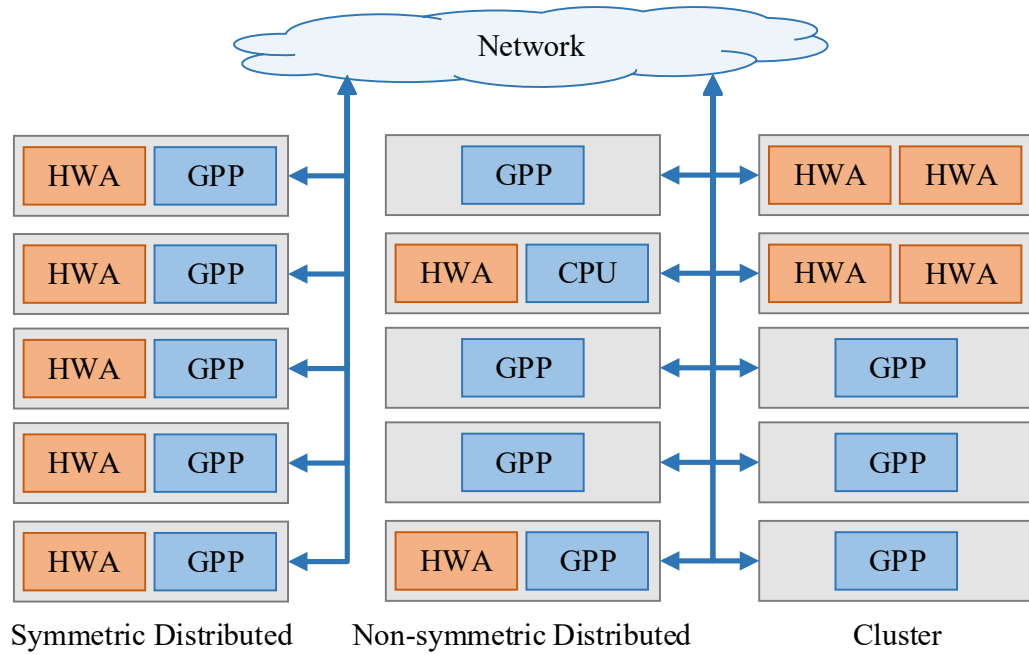 Network
HWA GPP
HWA GPP
HWA GPP
HWA GPP
HWA GPP
Symmetric Distributed
GPP
HWA CPU
GPP
GPP
HWA GPP
Non-symmetric Distributed
HWA HWA
HWA HWA
GPP
GPP
GPP
Cluster